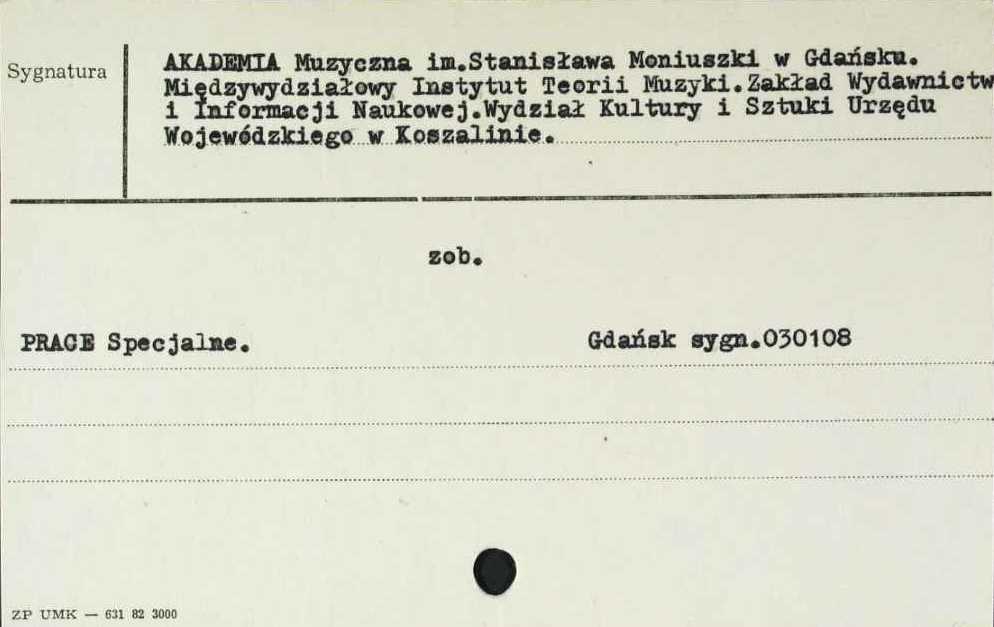 Sygnatura
AKADEMIA Muzyczna im.Stanisława Moniuszki w Gdańsku.
Międzywydziałowy Instytut Teorii Muzyki.Zakład Wydawnictw
i Informacji Naukowej.Wydział Kultury i Sztuki Urzędu
Wojewódzkiego w Koszalinie.
zob.
PRACE Specjalne. Gdańsk sygn.030108
ZP UMK — 631 82 3000